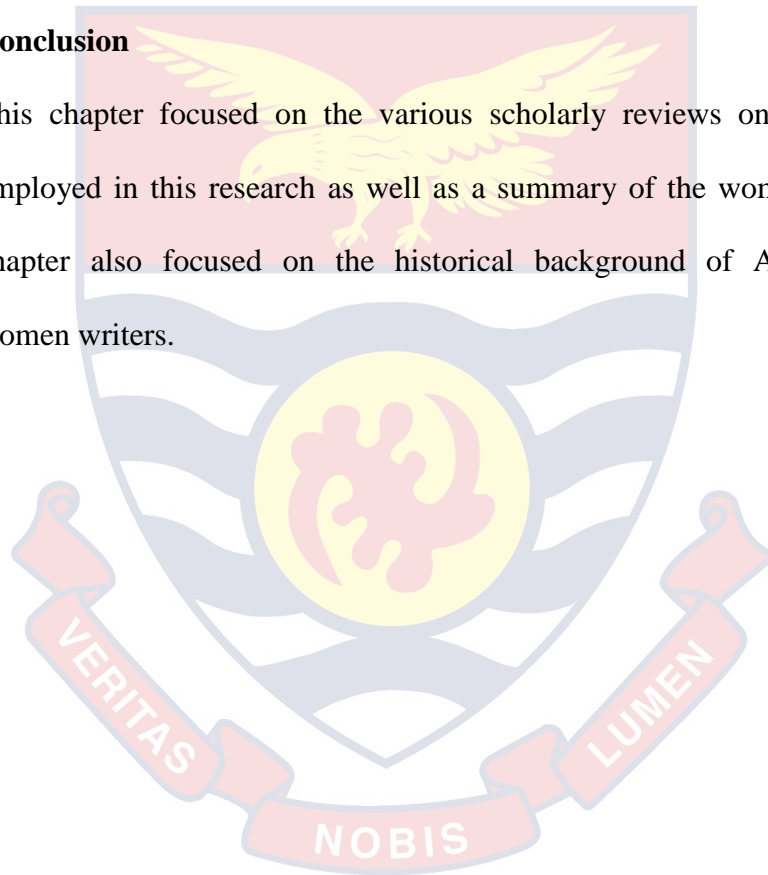 onclusion
his chapter focused on the various scholarly reviews on
mployed in this research as well as a summary of the wom
hapter also focused on the historical background of A
omen writers.
VERITAS
NOBIS
LUMEN